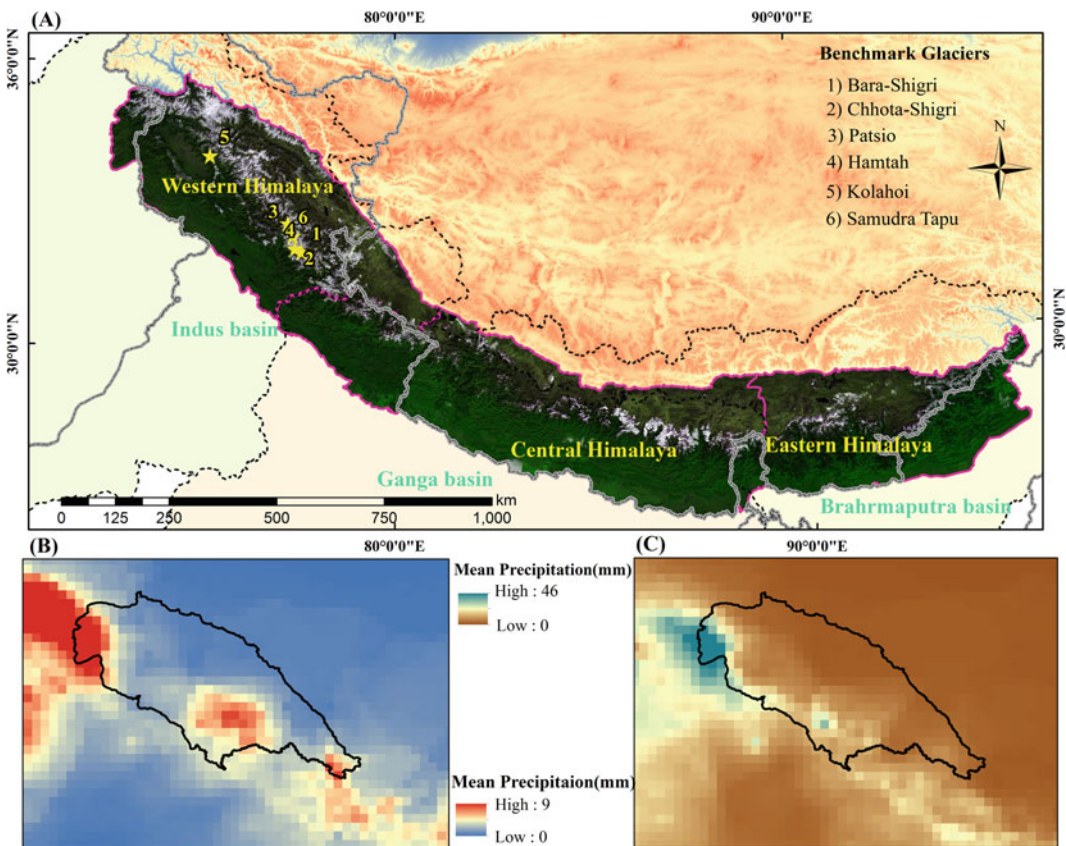 (A)
80°0'0"E
90°0'0"E
36°0'0"N
30°0'0"N
30°0'0"N
Benchmark Glaciers
1) Bara-Shigri
2) Chhota-Shigri
3) Patsio
4) Hamtah
5) Kolahoi
6) Samudra Tapu
N
5
Western Himalaya
3
6
4
1
2
Indus basin
Central Himalaya
Eastern Himalaya
Ganga basin
Brahrmaputra basin
km
0
125
250
500
750
1,000
(B)
80°0'0"E
(C)
90°0'0"E
Mean Precipitation(mm)
High : 46
Low : 0
Mean Precipitaion(mm)
High : 9
Low : 0